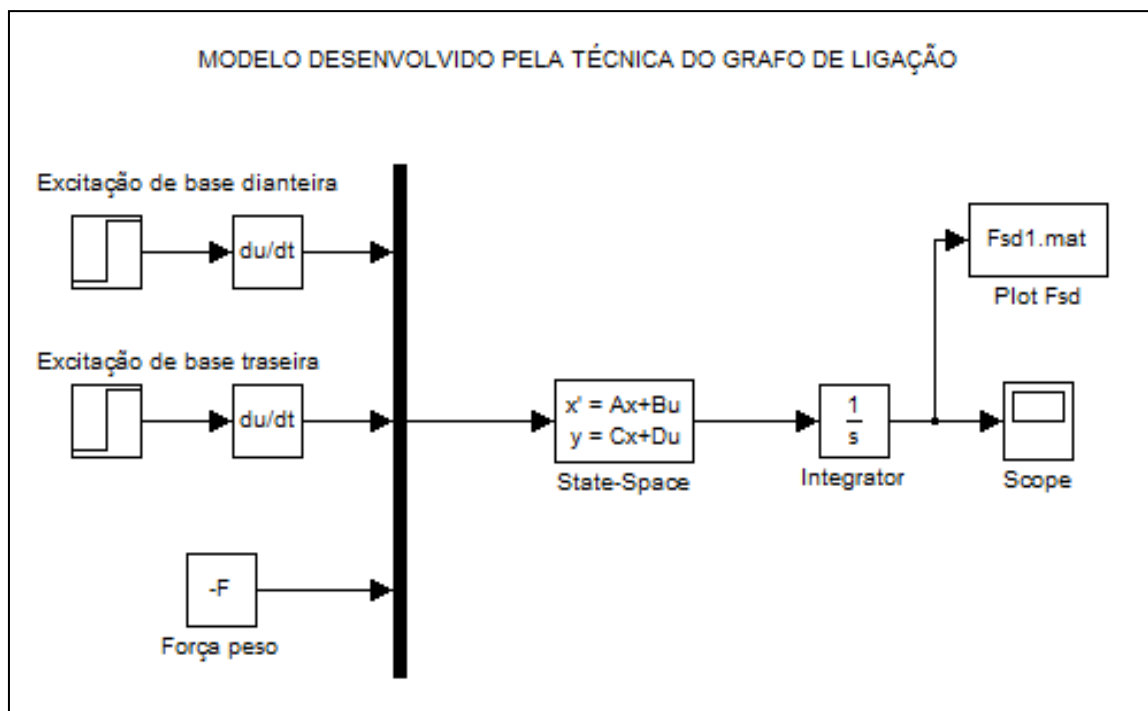 MODELO DESENVOLVIDO PELA TÉCNICA DO GRAFO DE LIGAÇÃO
Excitação de base dianteira
du/dt
Fsd1.mat
Plot Fsd
Excitação de base traseira
du/dt
x' = Ax+Bu
y = Cx+Du
State-Space
1
s
Integrator
Scope
-F
Força peso